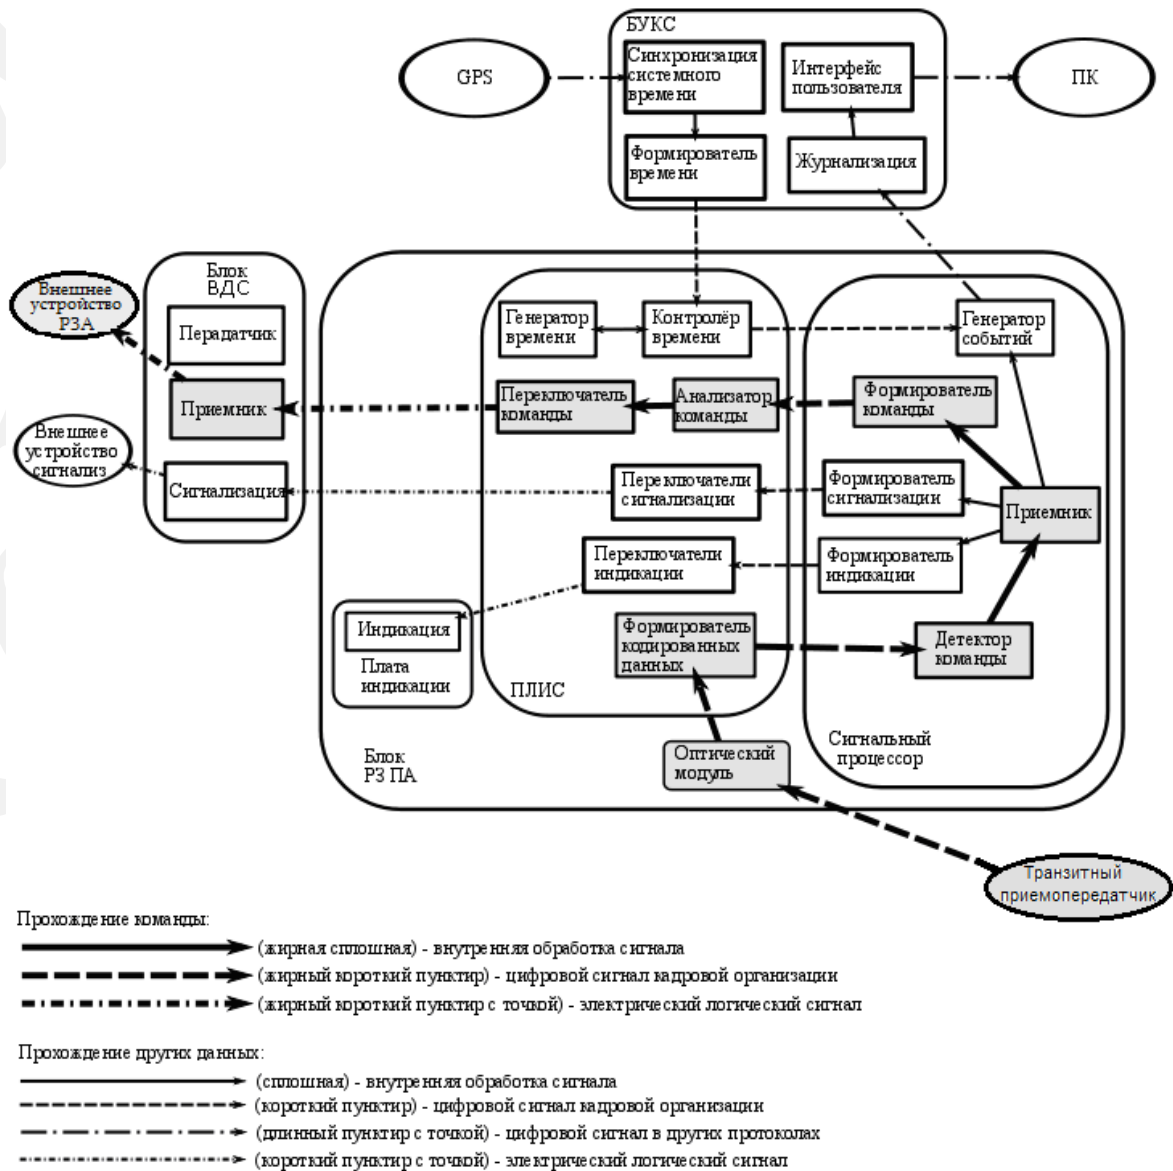 БУКС
GPS
Синхронизация
системного
времени
Интерфейс
пользователя
ПК
Формирователь
времени
Журнализация
Блок
ВДС
Внешнее
устройство
РЗА
Перадатчик
Приемник
Внешнее
устройство
сигнализ
Сигнализация
Генератор
времени
Контролёр
времени
Генератор
событий
Переключатель
команды
Анализатор
команды
Формирователь
команды
Переключатели
сигнализации
Формирователь
сигнализации
Приемник
Переключатели
индикации
Формирователь
индикации
Индикация
Плата
индикации
Формирователь
кодированных
данных
Детектор
команды
ПЛИС
Блок
РЗ ПА
Оптический
модуль
Сигнальный
процессор
Транзитный
приемопередатчик
Прохождение команды:
(жирная сплошная) - внутренняя обработка сигнала
(жирный короткий пунктир) - цифровой сигнал кадровой организации
(жирный короткий пунктир с точкой) - электрический логический сигнал
Прохождение других данных:
(сплошная) - внутренняя обработка сигнала
(короткий пунктир) - цифровой сигнал кадровой организации
(длинный пунктир с точкой) - цифровой сигнал в других протоколах
(короткий пунктир с точкой) - электрический логический сигнал